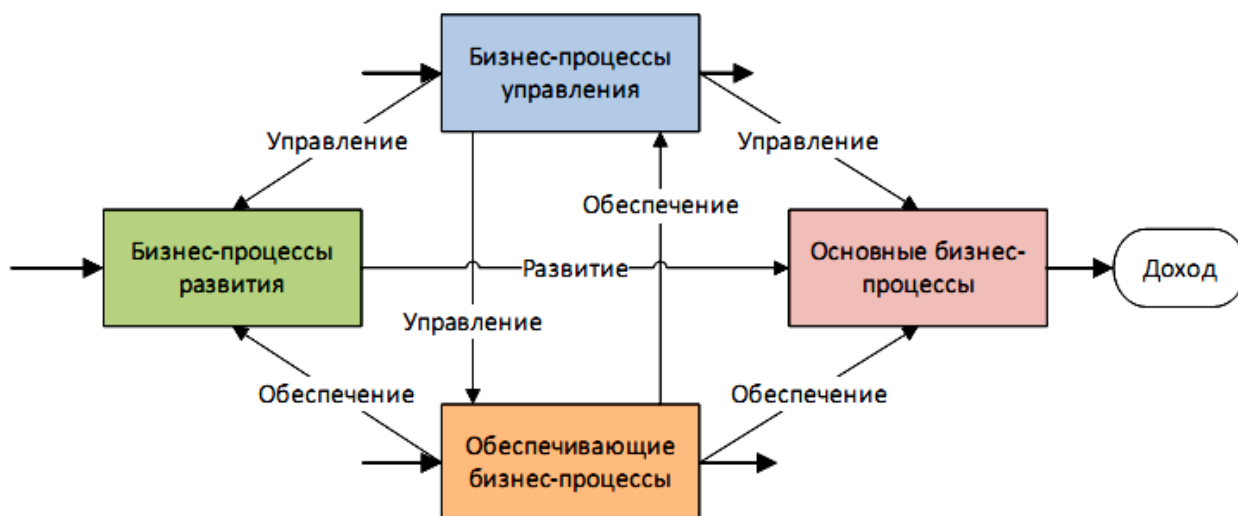 Бизнес-процессы
управления
Управление
Управление
Обеспечение
Бизнес-процессы
развития
Развитие
Основные бизнес-
процессы
Доход
Управление
Обеспечение
Обеспечение
Обеспечивающие
бизнес-процессы